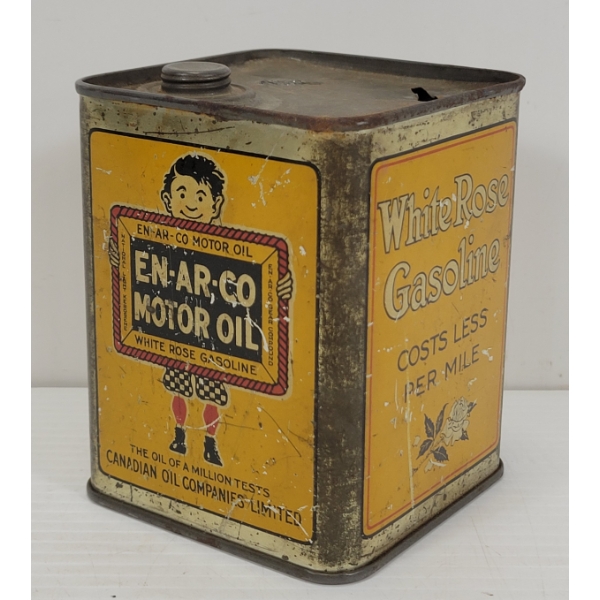 EN-AR-CO MOTOR OIL
EN-AR-CO
MOTOR OIL
WHITE ROSE GASOLINE
THE OIL OF A MILLION TESTS
CANADIAN OIL COMPANIES LIMITED
White Rose
Gasoline
COSTS LESS
PER MILE